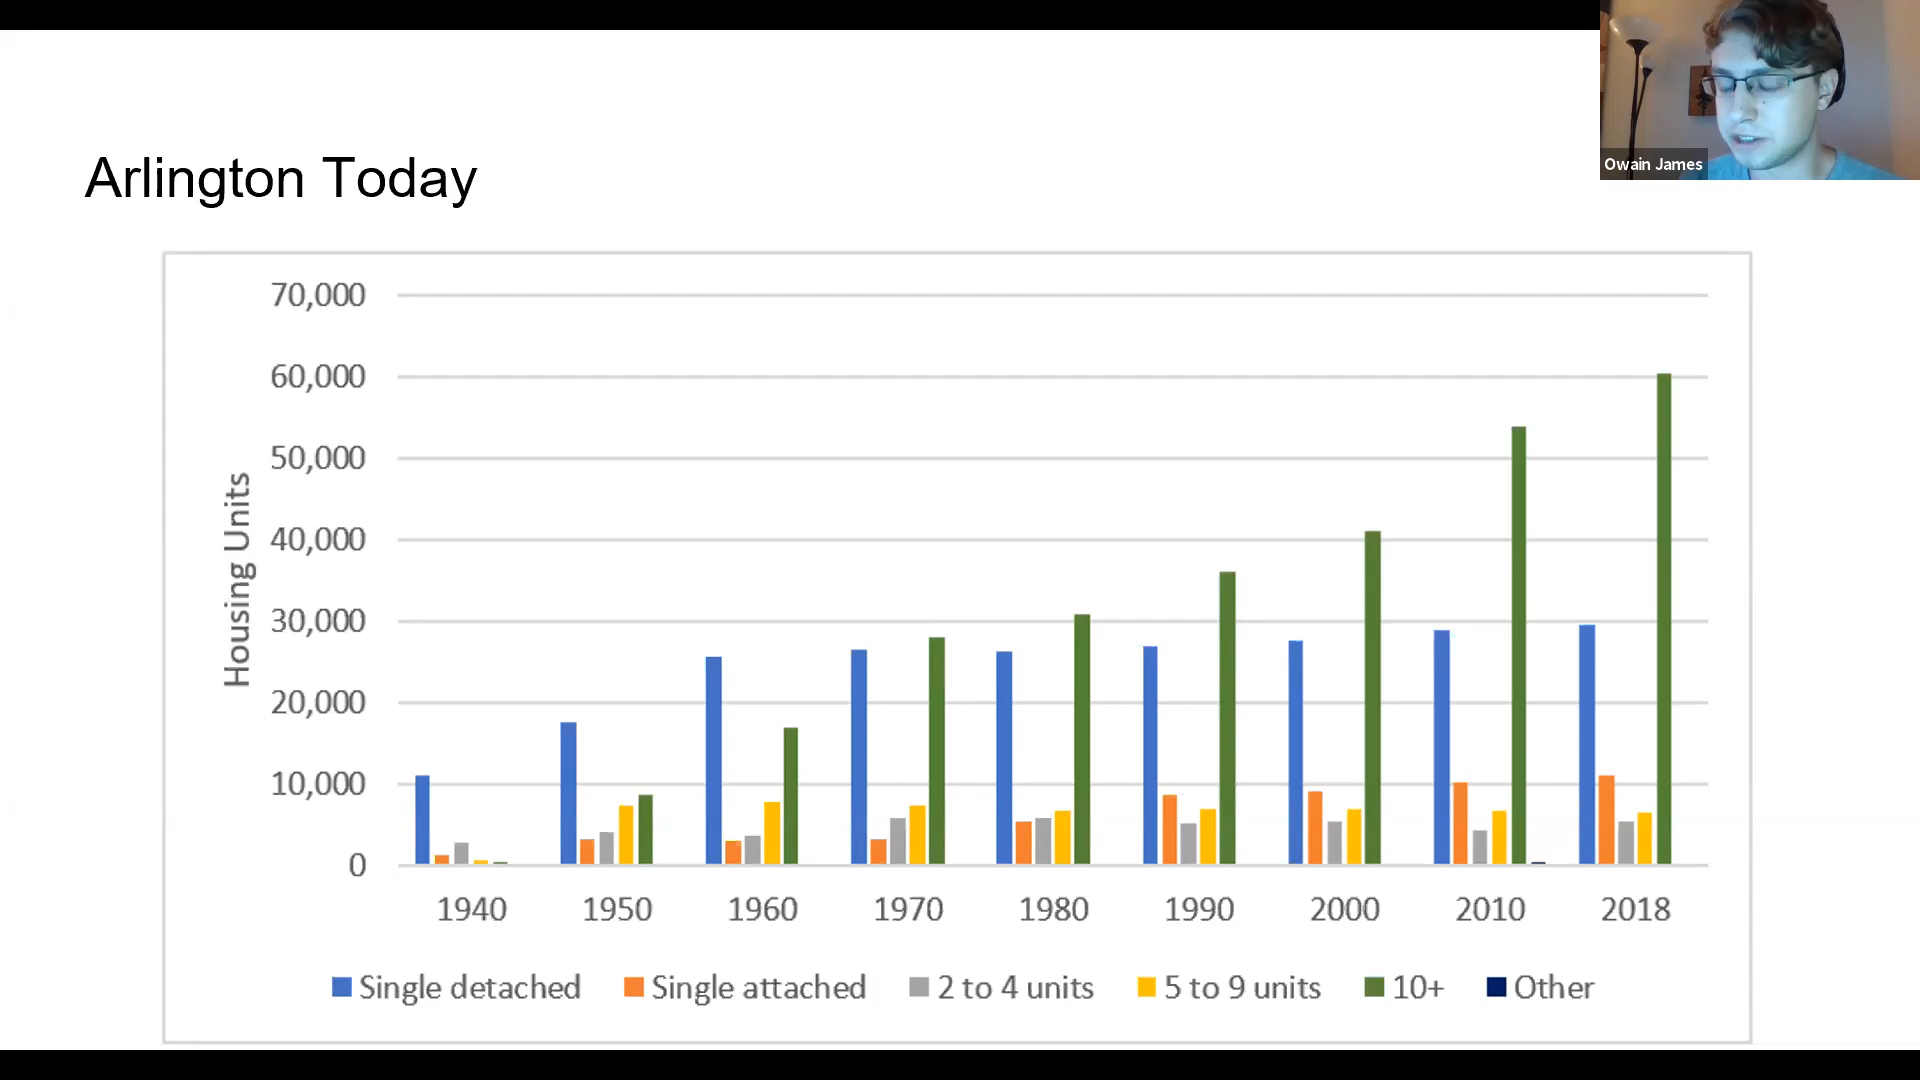 Owain James
Arlington Today
70,000
60,000
50,000
40,000
30,000
20,000
10,000
0
Housing Units
1940 1950 1960 1970 1980 1990 2000 2010 2018
Single detached Single attached 2 to 4 units 5 to 9 units 10+ Other